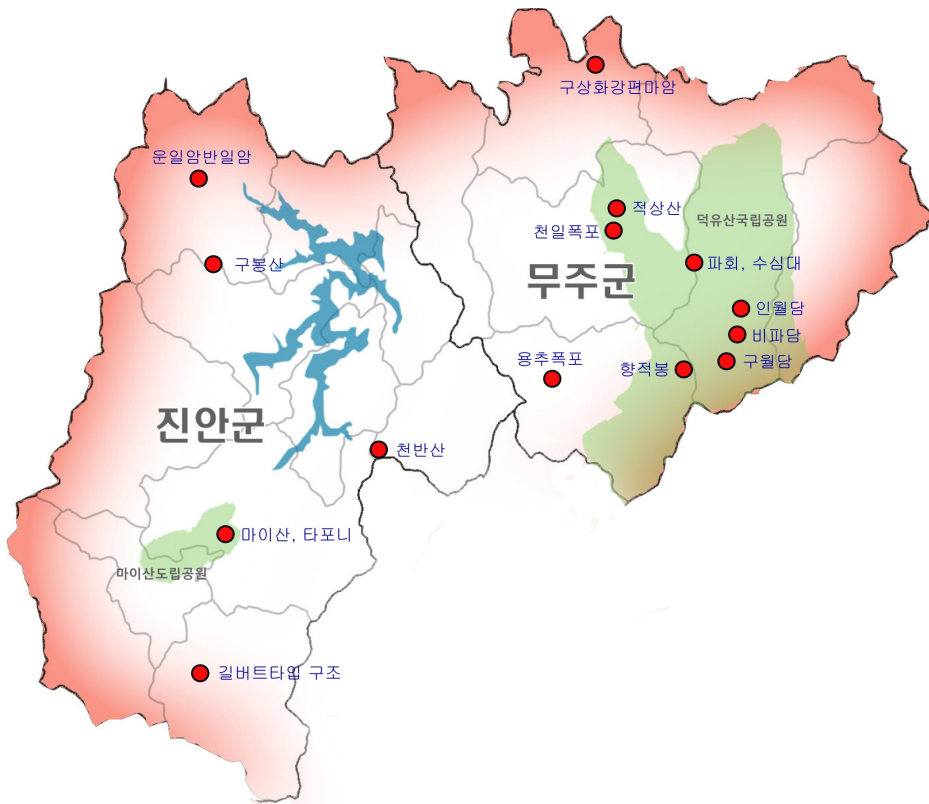 구상화강편마암
운일암반일암
적상산
덕유산국립공원
천일폭포
구봉산
파회, 수심대
무주군
인월담
비파담
용추폭포
향적봉
구월담
진안군
천반산
마이산, 타포니
마이산도립공원
길버트타입 구조